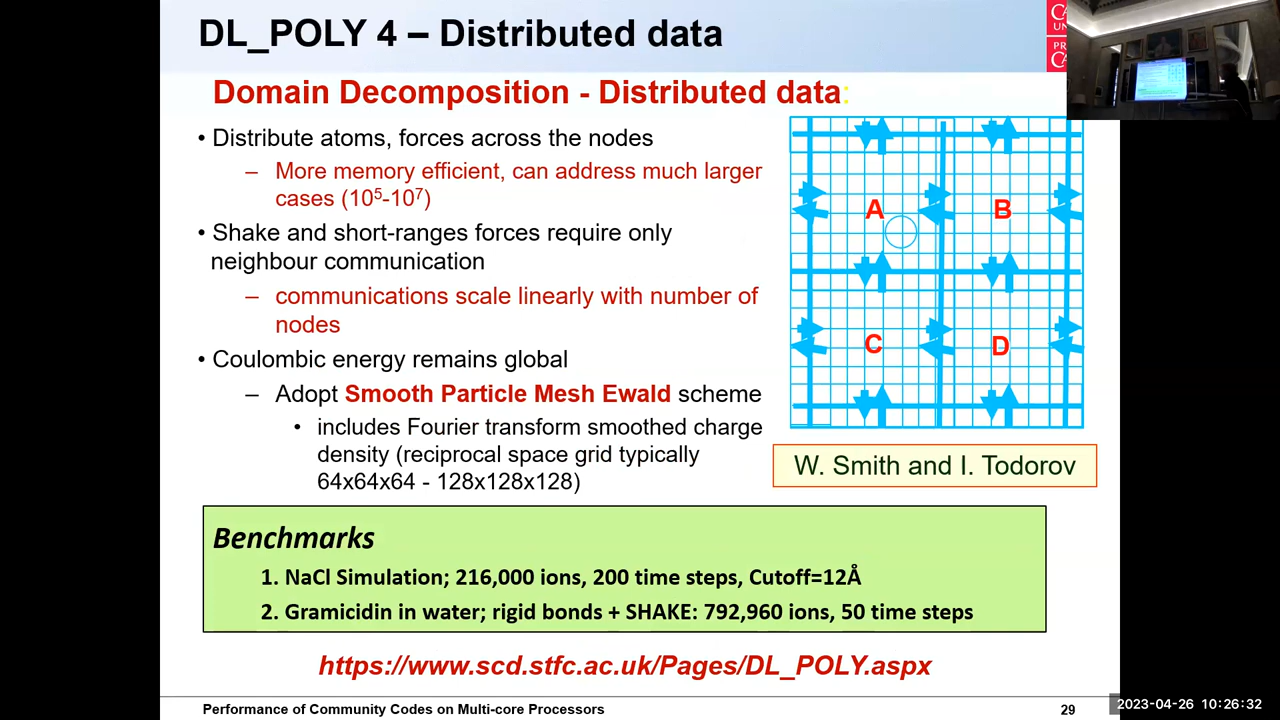 DL_POLY 4 – Distributed data
Domain Decomposition - Distributed data:
• Distribute atoms, forces across the nodes
– More memory efficient, can address much larger
cases (10⁵-10⁷)
• Shake and short-ranges forces require only
neighbour communication
– communications scale linearly with number of
nodes
• Coulombic energy remains global
– Adopt Smooth Particle Mesh Ewald scheme
• includes Fourier transform smoothed charge
density (reciprocal space grid typically
64x64x64 - 128x128x128)
A
B
C
D
W. Smith and I. Todorov
Benchmarks
1. NaCl Simulation; 216,000 ions, 200 time steps, Cutoff=12Å
2. Gramicidin in water; rigid bonds + SHAKE: 792,960 ions, 50 time steps
https://www.scd.stfc.ac.uk/Pages/DL_POLY.aspx
Performance of Community Codes on Multi-core Processors
29
2023-04-26 10:26:32